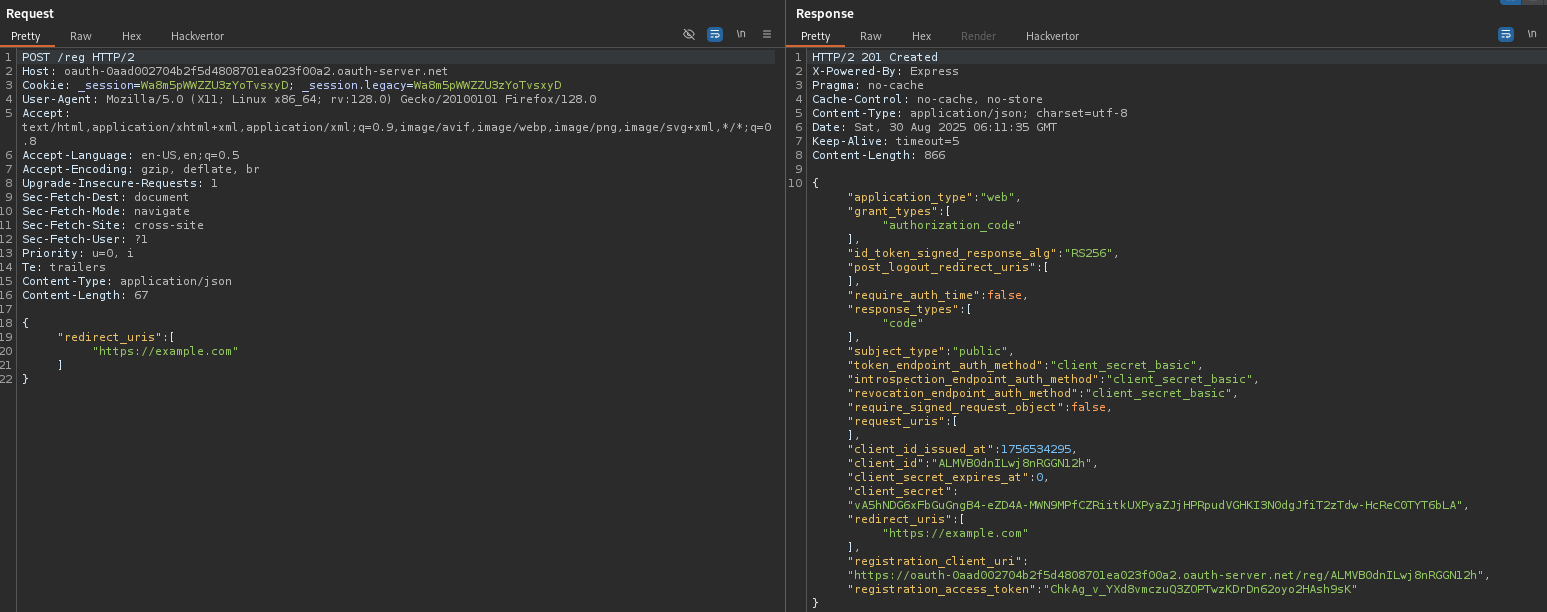 Request
Pretty Raw Hex Hackvertor \n
1 POST /reg HTTP/2
2 Host: oauth-0aad002704b2f5d4808701ea023f00a2.oauth-server.net
3 Cookie: _session=Wa8m5pWWZZU3zYoTvsxyD; _session.legacy=Wa8m5pWWZZU3zYoTvsxyD
4 User-Agent: Mozilla/5.0 (X11; Linux x86_64; rv:128.0) Gecko/20100101 Firefox/128.0
5 Accept:
text/html,application/xhtml+xml,application/xml;q=0.9,image/avif,image/webp,image/png,image/svg+xml,*/*;q=0
.8
6 Accept-Language: en-US,en;q=0.5
7 Accept-Encoding: gzip, deflate, br
8 Upgrade-Insecure-Requests: 1
9 Sec-Fetch-Dest: document
10 Sec-Fetch-Mode: navigate
11 Sec-Fetch-Site: cross-site
12 Sec-Fetch-User: ?1
13 Priority: u=0, i
14 Te: trailers
15 Content-Type: application/json
16 Content-Length: 67
17
18 {
19 "redirect_uris":[
20 "https://example.com"
21 ]
22 }
Response
Pretty Raw Hex Render Hackvertor \n
1 HTTP/2 201 Created
2 X-Powered-By: Express
3 Pragma: no-cache
4 Cache-Control: no-cache, no-store
5 Content-Type: application/json; charset=utf-8
6 Date: Sat, 30 Aug 2025 06:11:35 GMT
7 Keep-Alive: timeout=5
8 Content-Length: 866
9
10 {
"application_type":"web",
"grant_types":[
"authorization_code"
],
"id_token_signed_response_alg":"RS256",
"post_logout_redirect_uris":[
],
"require_auth_time":false,
"response_types":[
"code"
],
"subject_type":"public",
"token_endpoint_auth_method":"client_secret_basic",
"introspection_endpoint_auth_method":"client_secret_basic",
"revocation_endpoint_auth_method":"client_secret_basic",
"require_signed_request_object":false,
"request_uris":[
],
"client_id_issued_at":1756534295,
"client_id":"ALMVB0dnILwj8nRGGN12h",
"client_secret_expires_at":0,
"client_secret":
"vA5hNDG6xFbGuGngB4-eZD4A-MWN9MPfCZRiitkUXPyaZJjHPRpudVGHKI3N0dgJfiT2zTdw-HcReC0TYT6bLA",
"redirect_uris":[
"https://example.com"
],
"registration_client_uri":
"https://oauth-0aad002704b2f5d4808701ea023f00a2.oauth-server.net/reg/ALMVB0dnILwj8nRGGN12h",
"registration_access_token":"ChkAg_v_YXd8vmczuQ3ZOPTwzKDrDn62oyo2HAsh9sK"
}